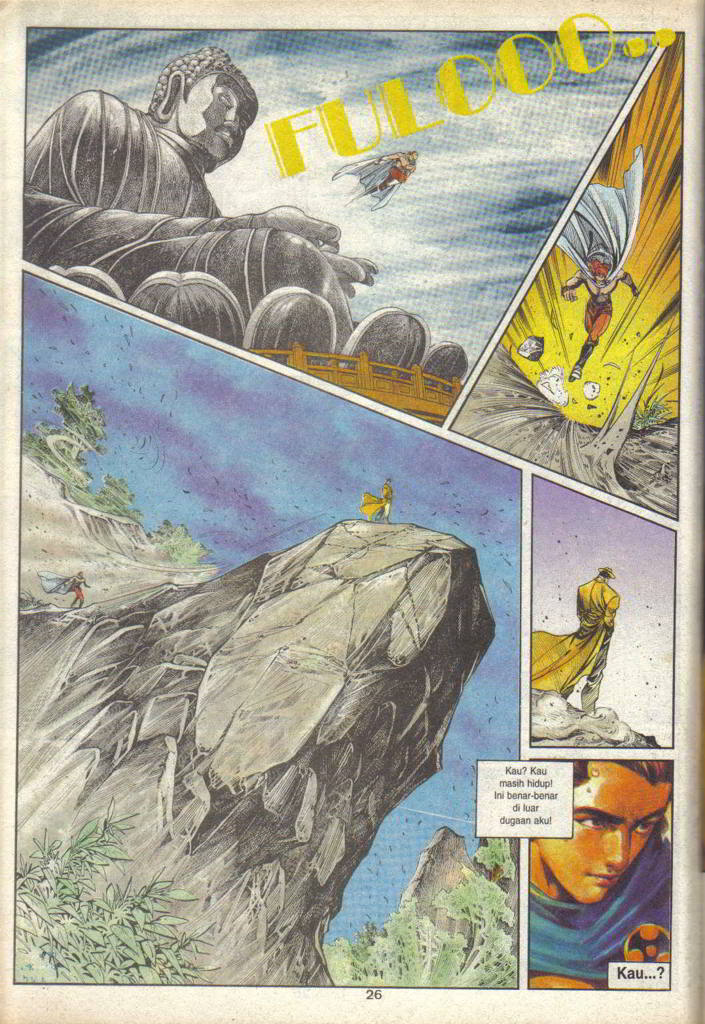 FULOOO..
Kau? Kau
masih hidup!
Ini benar-benar
di luar
dugaan aku!
Kau...?
26